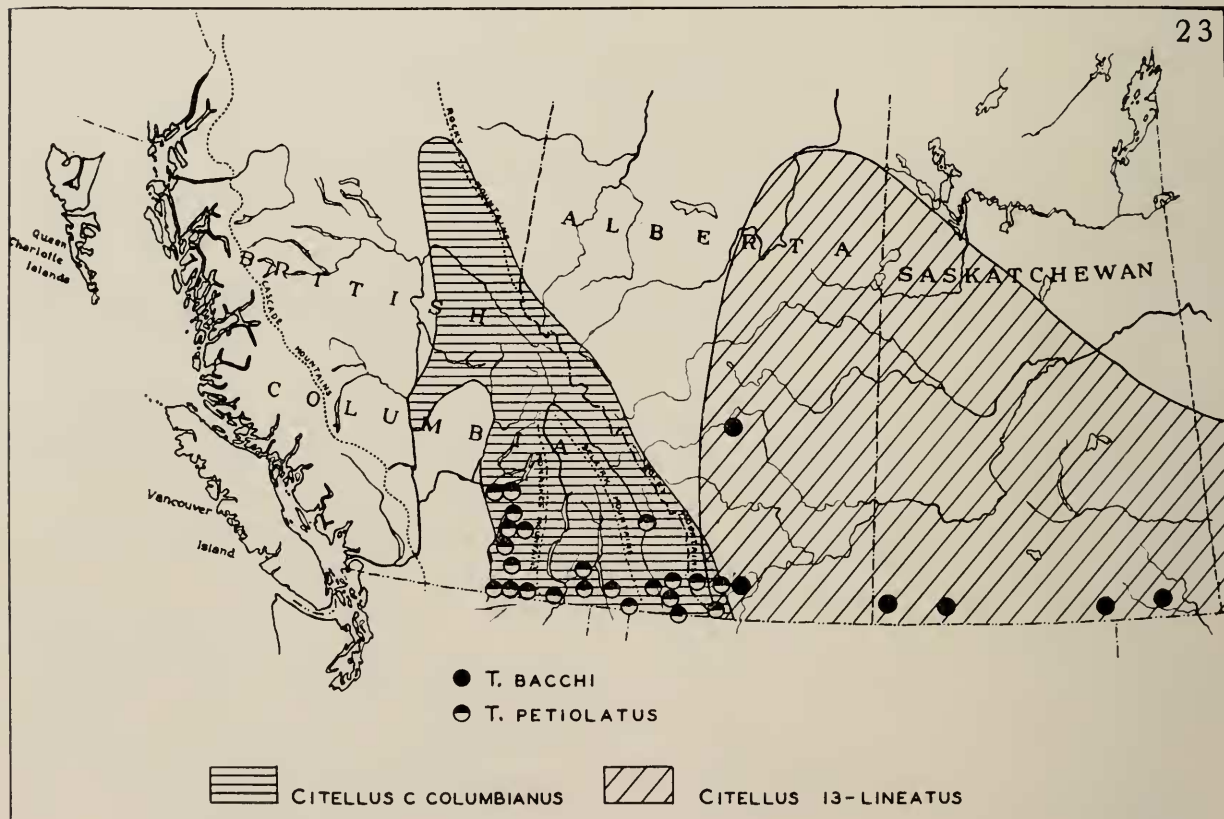 23
ROCKY MOUNTAINS
ALBERTA
SASKATCHEWAN
Queen
Charlotte
Islands
BRITISH
COLUMBIA
CASCADE MOUNTAINS
Vancouver
Island
T. BACCHI
T. PETIOLATUS
CITELLUS C COLUMBIANUS
CITELLUS 13-LINEATUS